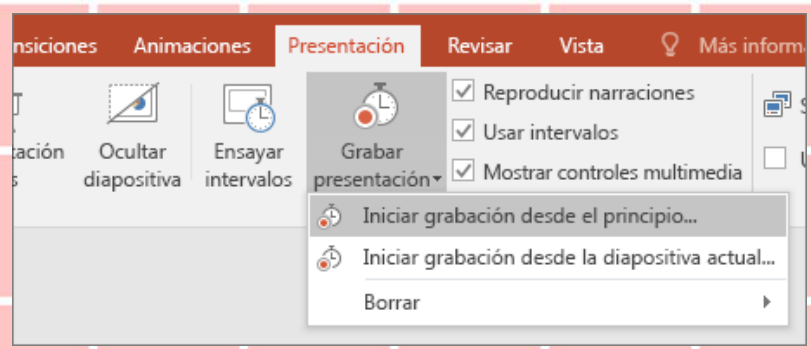 nsiciones Animaciones Presentación Revisar Vista Más inform
Reproducir narraciones
Usar intervalos
Mostrar controles multimedia
tación
s
Ocultar
diapositiva
Ensayar
intervalos
Grabar
presentación
S
Iniciar grabación desde el principio...
Iniciar grabación desde la diapositiva actual...
Borrar